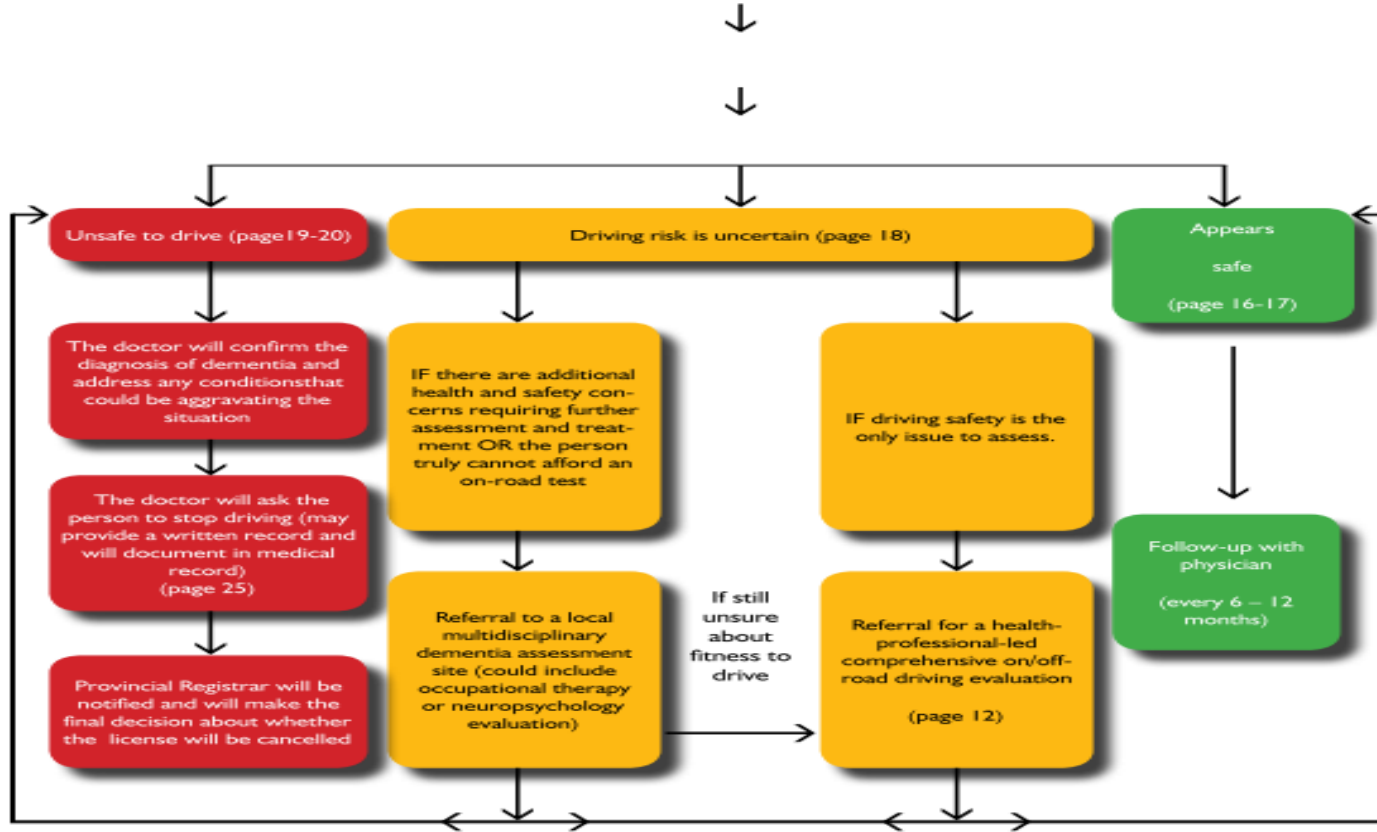 Unsafe to drive (page19-20)
Driving risk is uncertain (page 18)
Appears
safe
(page 16-17)
The doctor will confirm the
diagnosis of dementia and
address any conditionsthat
could be aggravating the
situation
IF there are additional
health and safety con-
cerns requiring further
assessment and treat-
ment OR the person
truly cannot afford an
on-road test
IF driving safety is the
only issue to assess.
The doctor will ask the
person to stop driving (may
provide a written record and
will document in medical
record)
(page 25)
Follow-up with
physician
(every 6 – 12
months)
Referral to a local
multidisciplinary
dementia assessment
site (could include
occupational therapy
or neuropsychology
evaluation)
If still
unsure
about
fitness to
drive
Referral for a health-
professional-led
comprehensive on/off-
road driving evaluation
(page 12)
Provincial Registrar will be
notified and will make the
final decision about whether
the license will be cancelled